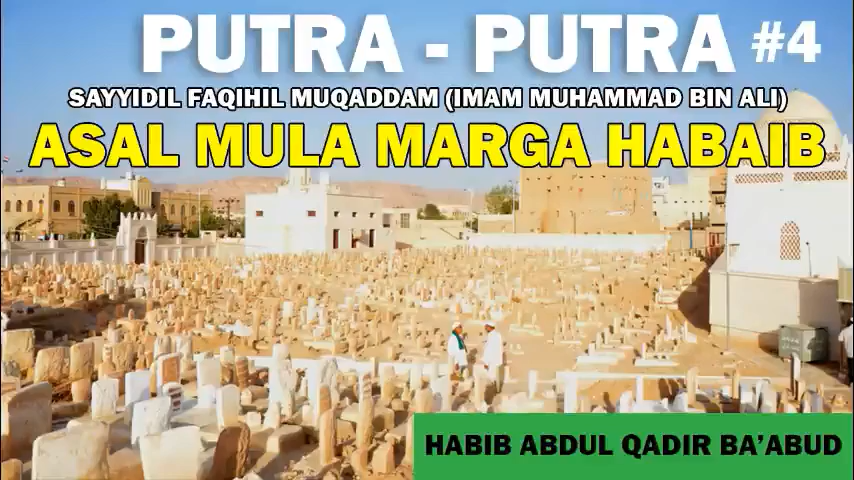 PUTRA - PUTRA #4
SAYYIDIL FAQIHIL MUQADDAM (IMAM MUHAMMAD BIN ALI)
ASAL MULA MARGA HABAIB
HABIB ABDUL QADIR BA'ABUD